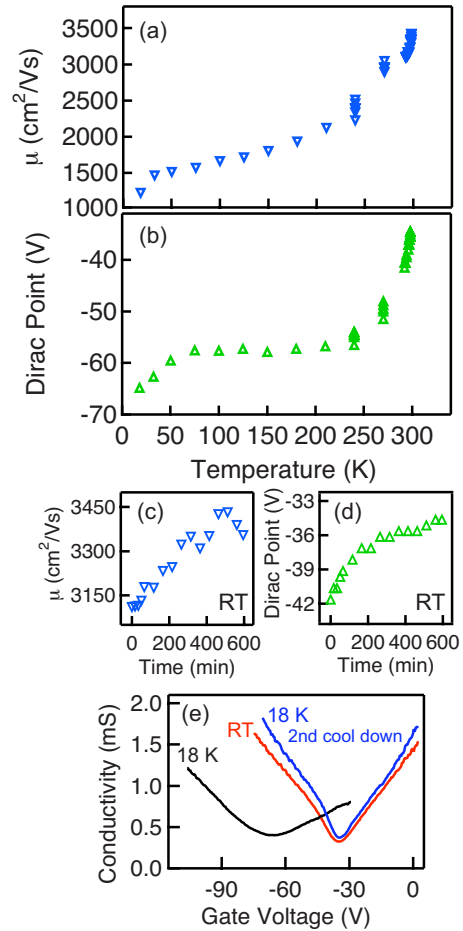 (a)
μ (cm²/Vs)
3500
3000
2500
2000
1500
1000
(b)
Dirac Point (V)
-40
-50
-60
-70
0 50 100 150 200 250 300
Temperature (K)
(c)
μ (cm²/Vs)
3450
3300
3150
RT
0 200 400 600
Time (min)
(d)
Dirac Point (V)
-33
-36
-39
-42
RT
0 200 400 600
Time (min)
(e)
Conductivity (mS)
2.0
1.5
1.0
0.5
0.0
18 K
RT
2nd cool down
18 K
-90 -60 -30 0
Gate Voltage (V)